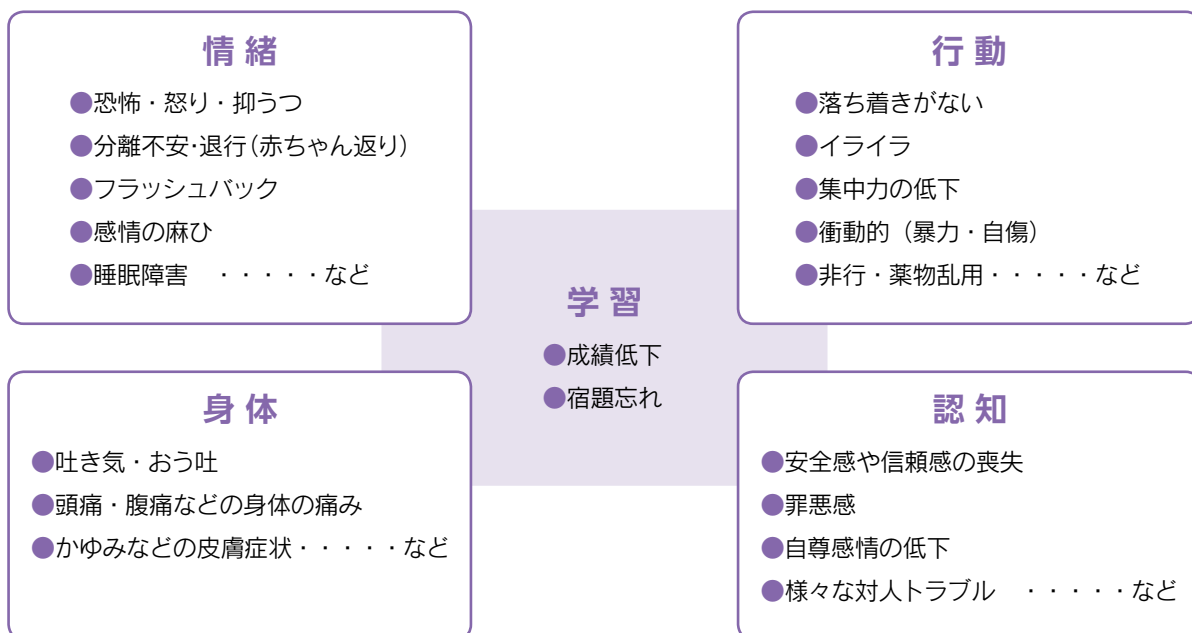 情緒
●恐怖・怒り・抑うつ
●分離不安・退行(赤ちゃん返り)
●フラッシュバック
●感情の麻ひ
●睡眠障害　・・・・・など
行動
●落ち着きがない
●イライラ
●集中力の低下
●衝動的（暴力・自傷）
●非行・薬物乱用・・・・・など
学習
●成績低下
●宿題忘れ
身体
●吐き気・おう吐
●頭痛・腹痛などの身体の痛み
●かゆみなどの皮膚症状・・・・・など
認知
●安全感や信頼感の喪失
●罪悪感
●自尊感情の低下
●様々な対人トラブル　・・・・・など